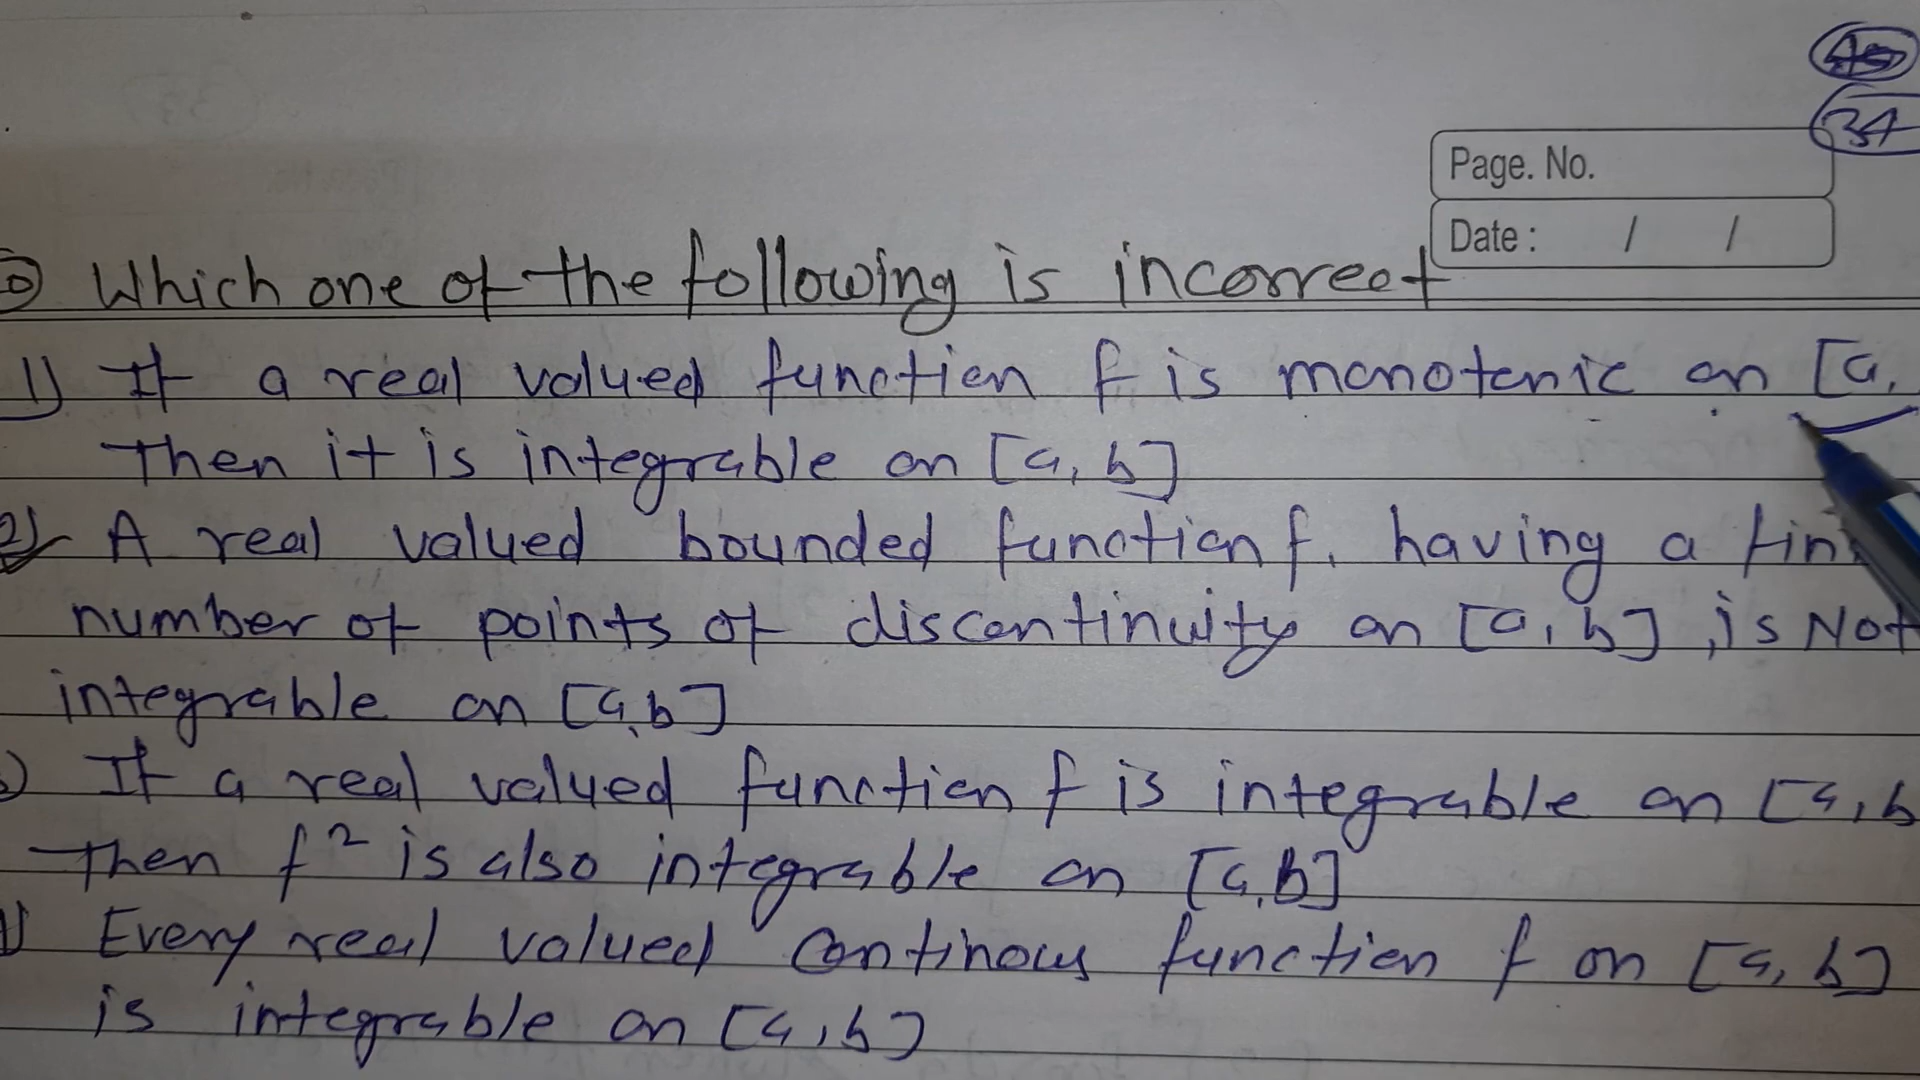 34
Page. No.
Date : / /
Which one of the following is incorrect
1) If a real valued function f is monotonic on [a,
Then it is integrable on [a, b]
2) A real valued bounded function f, having a fin
number of points of discontinuity on [a, b], is Not
integrable on [a,b]
) If a real valued function f is integrable on [a, b
Then f² is also integrable on [a,b]
Every real valued continous function f on [a, b]
is integrable on [a, b]